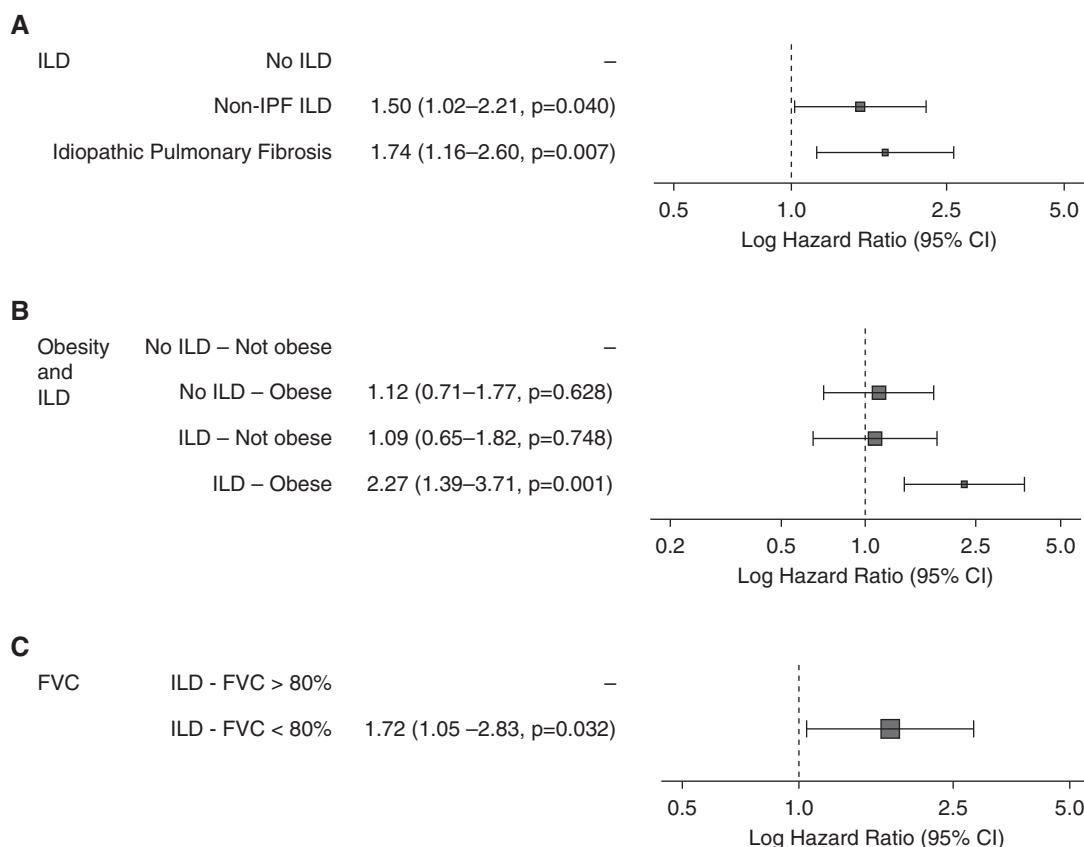 A
ILD No ILD –
Non-IPF ILD 1.50 (1.02–2.21, p=0.040)
Idiopathic Pulmonary Fibrosis 1.74 (1.16–2.60, p=0.007)
0.5 1.0 2.5 5.0
Log Hazard Ratio (95% CI)
B
Obesity and ILD No ILD – Not obese –
No ILD – Obese 1.12 (0.71–1.77, p=0.628)
ILD – Not obese 1.09 (0.65–1.82, p=0.748)
ILD – Obese 2.27 (1.39–3.71, p=0.001)
0.2 0.5 1.0 2.5 5.0
Log Hazard Ratio (95% CI)
C
FVC ILD - FVC > 80% –
ILD - FVC < 80% 1.72 (1.05 –2.83, p=0.032)
0.5 1.0 2.5 5.0
Log Hazard Ratio (95% CI)